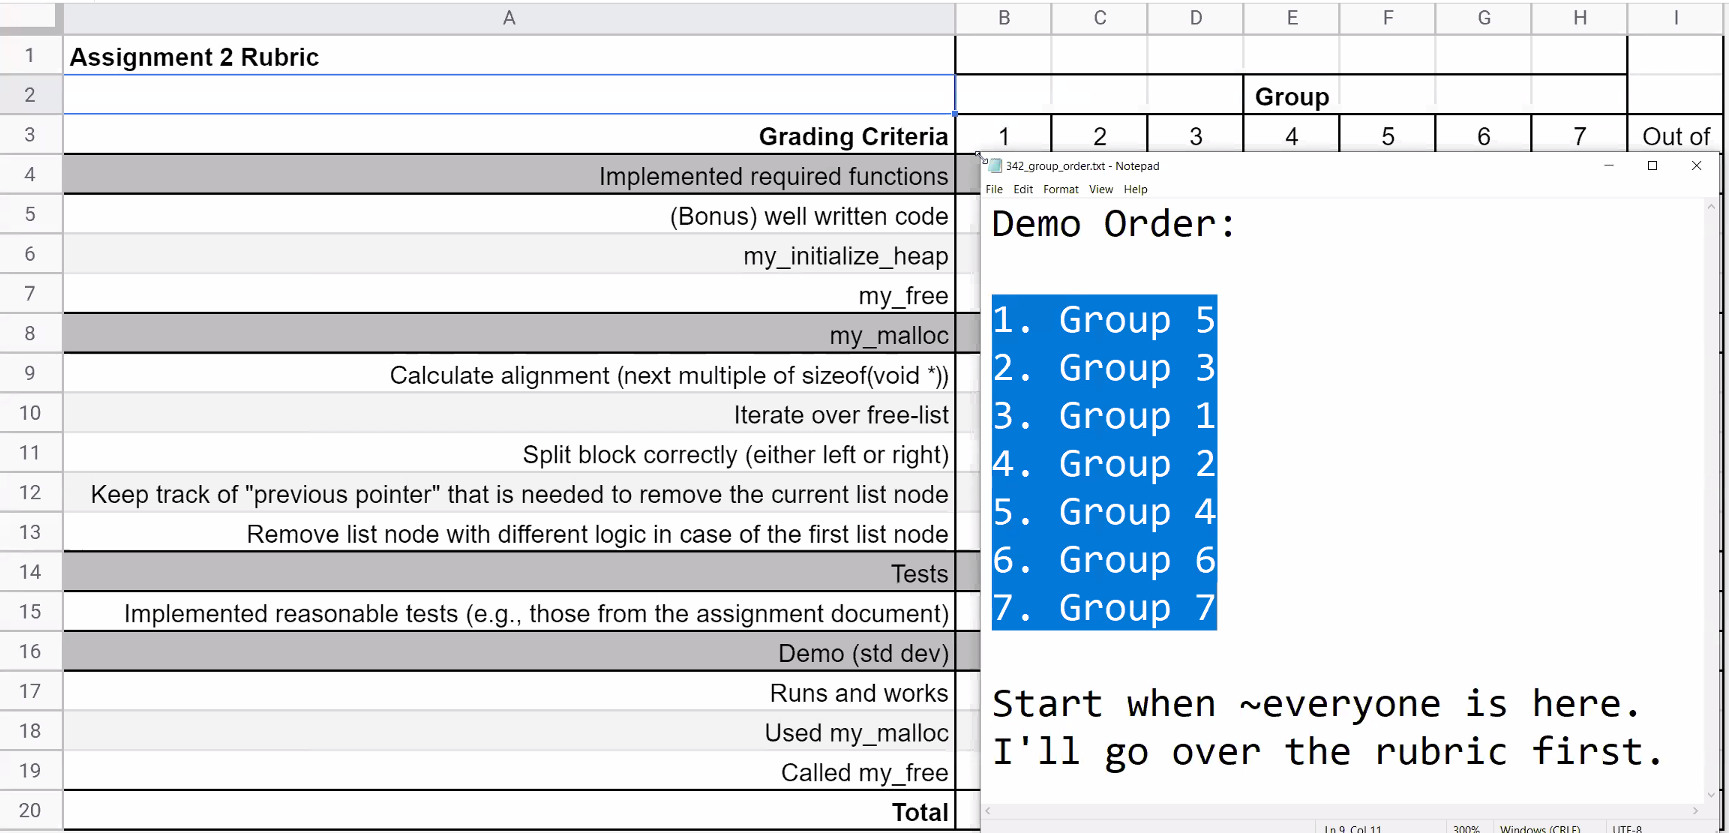 A B C D E F G H I
1 Assignment 2 Rubric
2 Group
3 Grading Criteria 1 2 3 4 5 6 7 Out of
4 Implemented required functions
5 (Bonus) well written code
6 my_initialize_heap
7 my_free
8 my_malloc
9 Calculate alignment (next multiple of sizeof(void *))
10 Iterate over free-list
11 Split block correctly (either left or right)
12 Keep track of "previous pointer" that is needed to remove the current list node
13 Remove list node with different logic in case of the first list node
14 Tests
15 Implemented reasonable tests (e.g., those from the assignment document)
16 Demo (std dev)
17 Runs and works
18 Used my_malloc
19 Called my_free
20 Total
342_group_order.txt - Notepad
File Edit Format View Help
Demo Order:
1. Group 5
2. Group 3
3. Group 1
4. Group 2
5. Group 4
6. Group 6
7. Group 7
Start when ~everyone is here.
I'll go over the rubric first.
Ln 9, Col 11 300% Windows (CRLF) UTF-8